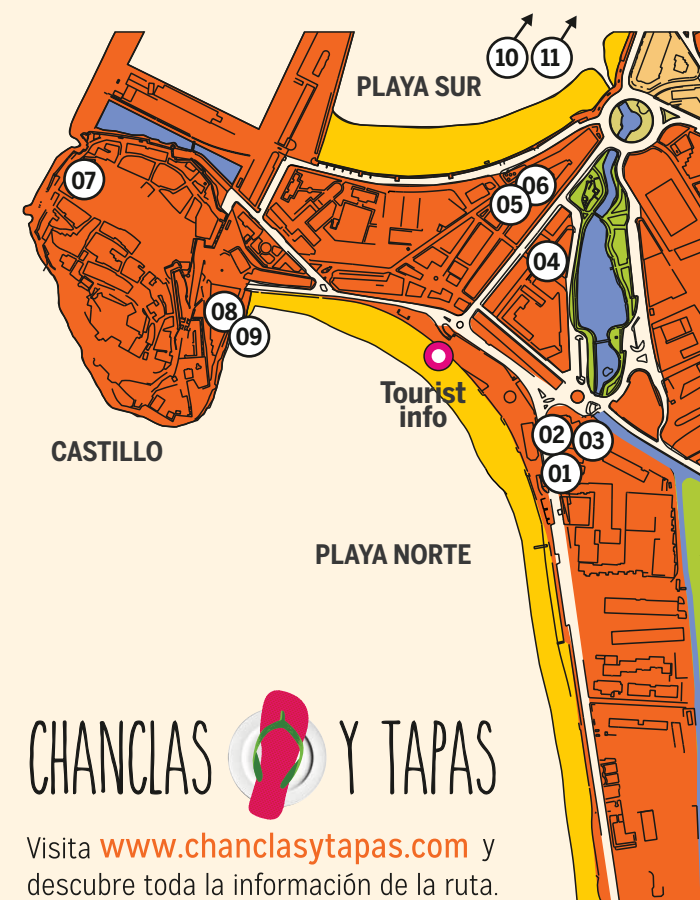 10 11
PLAYA SUR
07
06
05
04
08
09
Tourist
info
02 03
CASTILLO
01
PLAYA NORTE
CHANCLAS Y TAPAS
Visita www.chanclasytapas.com y
descubre toda la información de la ruta.